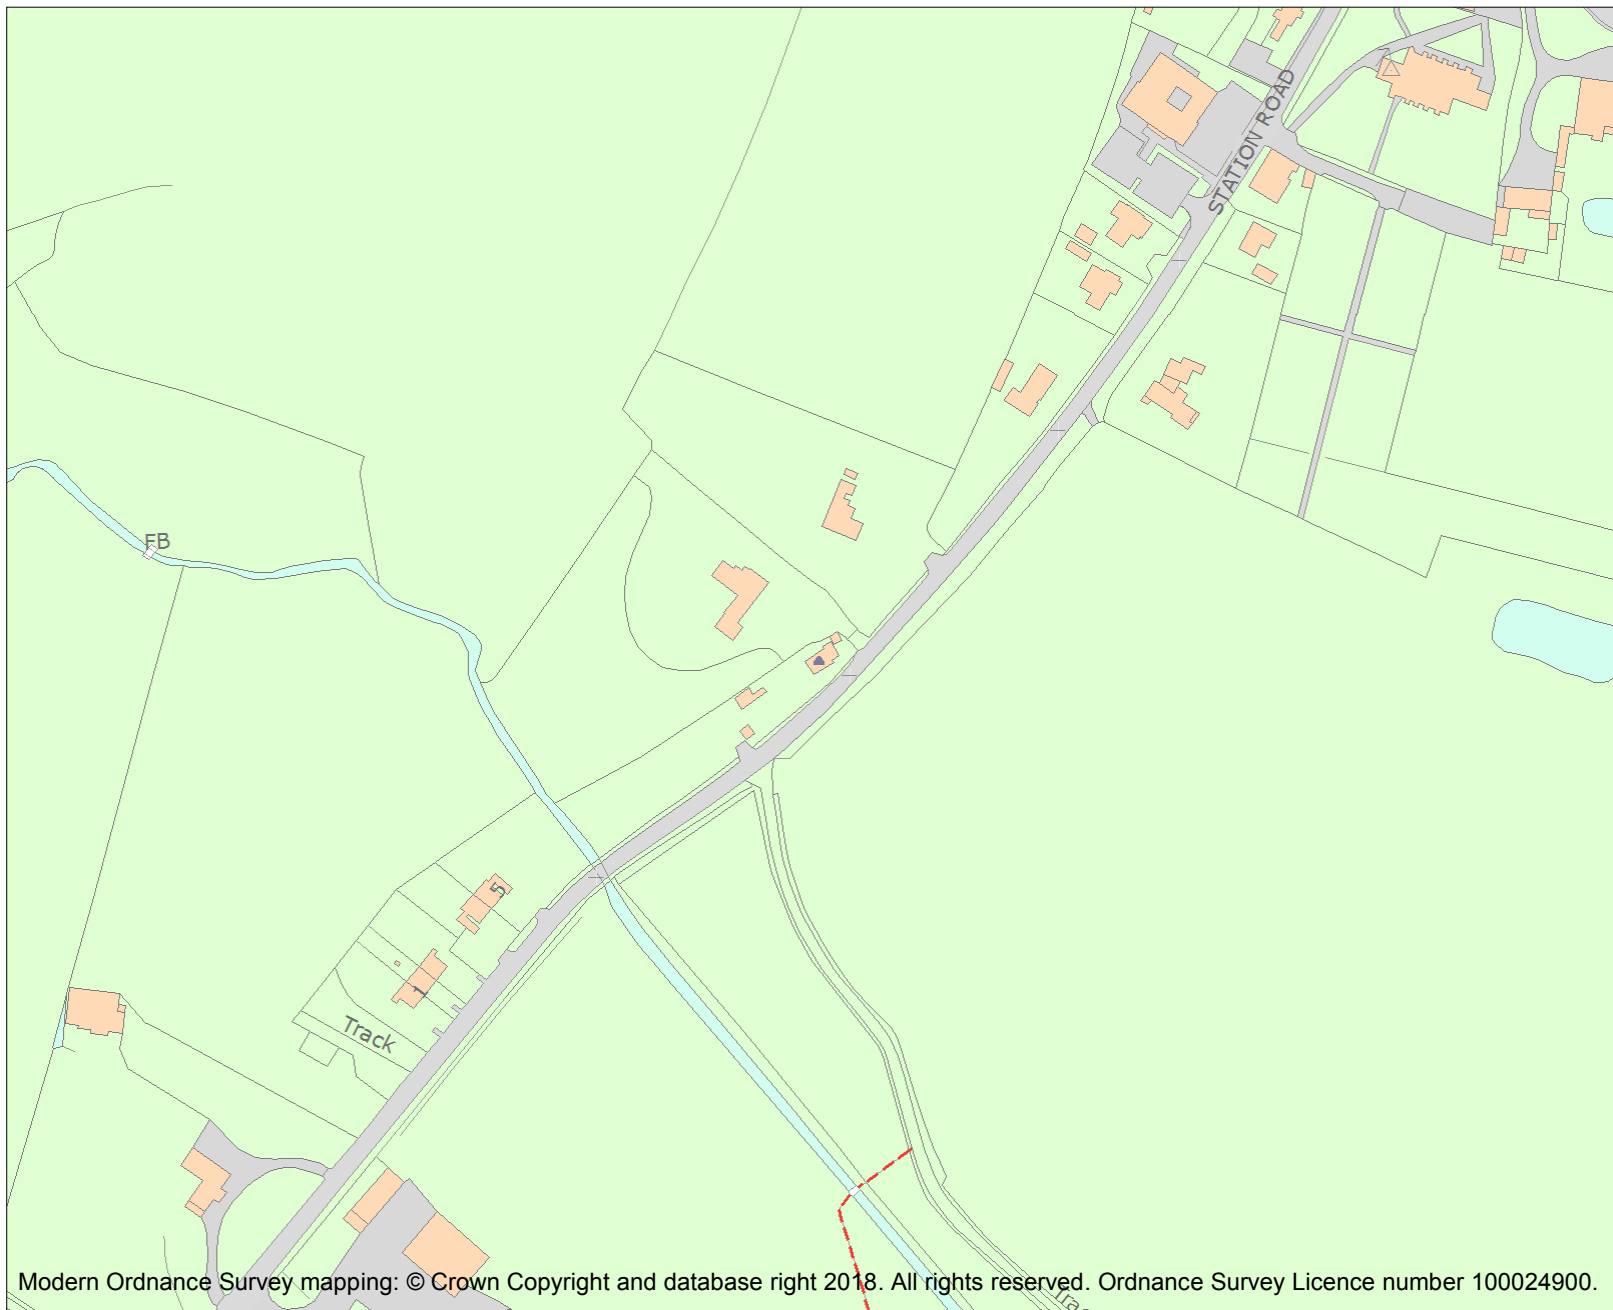 STATION ROAD
FB
5
1
Track
Modern Ordnance Survey mapping: © Crown Copyright and database right 2018. All rights reserved. Ordnance Survey Licence number 100024900.